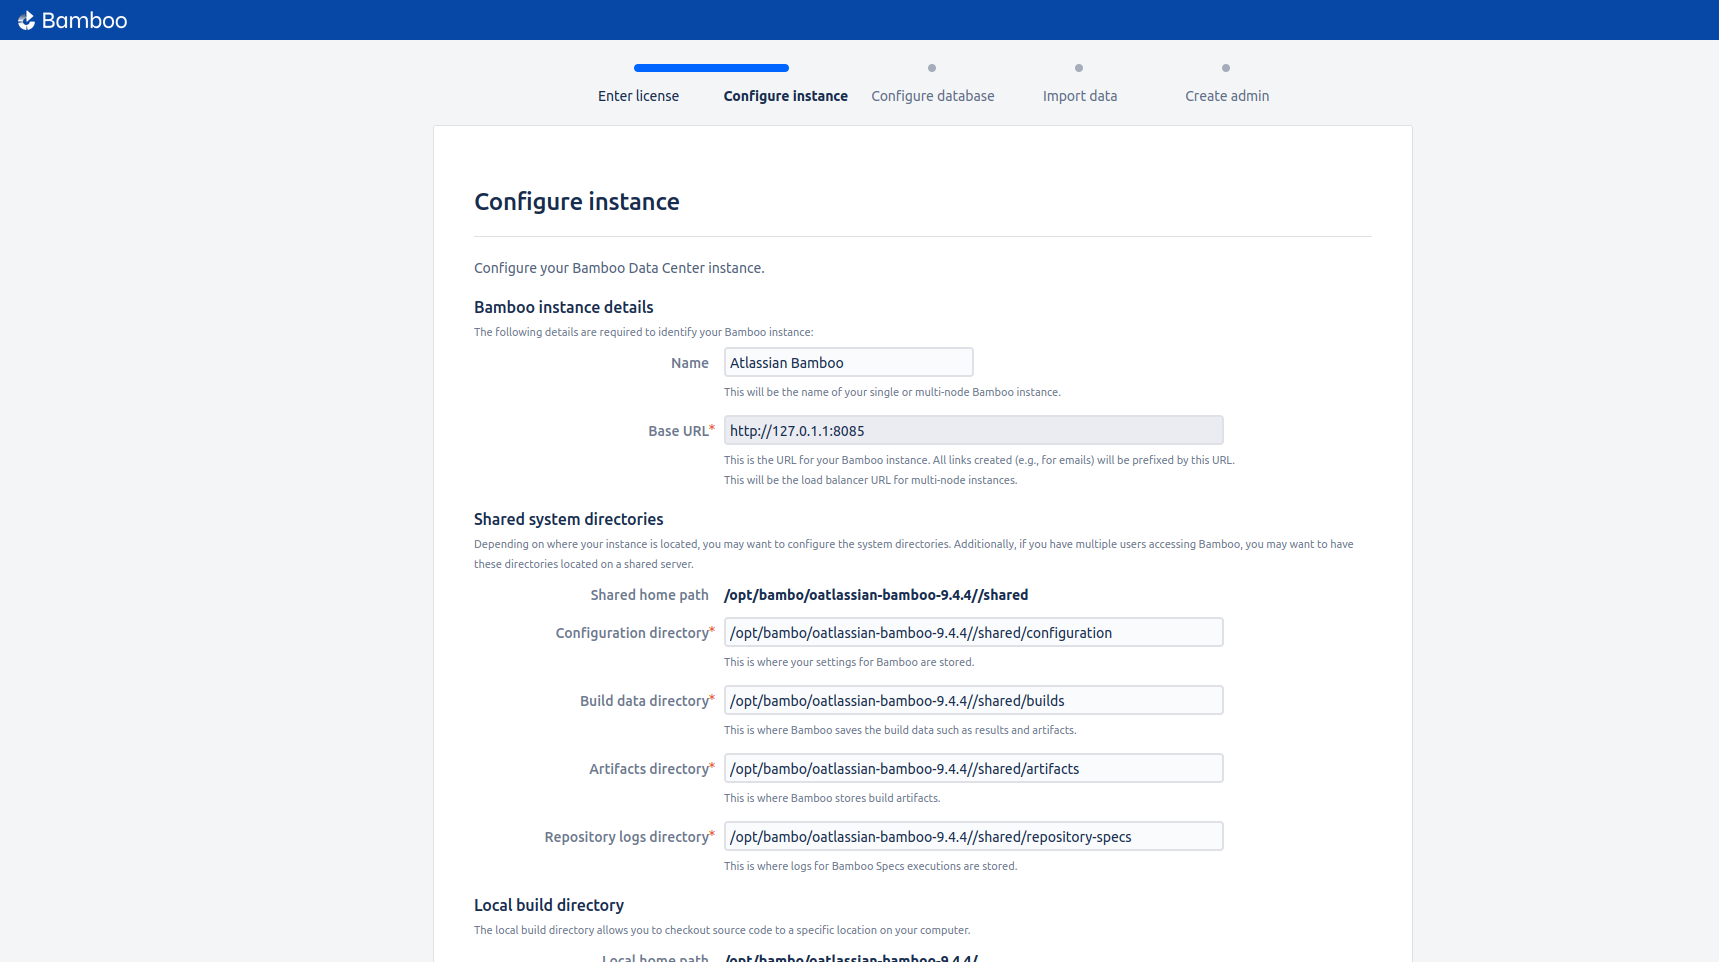 Bamboo
Enter license
Configure instance
Configure database
Import data
Create admin
Configure instance
Configure your Bamboo Data Center instance.
Bamboo instance details
The following details are required to identify your Bamboo instance:
Name
Atlassian Bamboo
This will be the name of your single or multi-node Bamboo instance.
Base URL*
http://127.0.1.1:8085
This is the URL for your Bamboo instance. All links created (e.g., for emails) will be prefixed by this URL.
This will be the load balancer URL for multi-node instances.
Shared system directories
Depending on where your instance is located, you may want to configure the system directories. Additionally, if you have multiple users accessing Bamboo, you may want to have
these directories located on a shared server.
Shared home path
/opt/bambo/oatlassian-bamboo-9.4.4//shared
Configuration directory*
/opt/bambo/oatlassian-bamboo-9.4.4//shared/configuration
This is where your settings for Bamboo are stored.
Build data directory*
/opt/bambo/oatlassian-bamboo-9.4.4//shared/builds
This is where Bamboo saves the build data such as results and artifacts.
Artifacts directory*
/opt/bambo/oatlassian-bamboo-9.4.4//shared/artifacts
This is where Bamboo stores build artifacts.
Repository logs directory*
/opt/bambo/oatlassian-bamboo-9.4.4//shared/repository-specs
This is where logs for Bamboo Specs executions are stored.
Local build directory
The local build directory allows you to checkout source code to a specific location on your computer.
Local home path
/opt/bambo/oatlassian-bamboo-9.4.4/